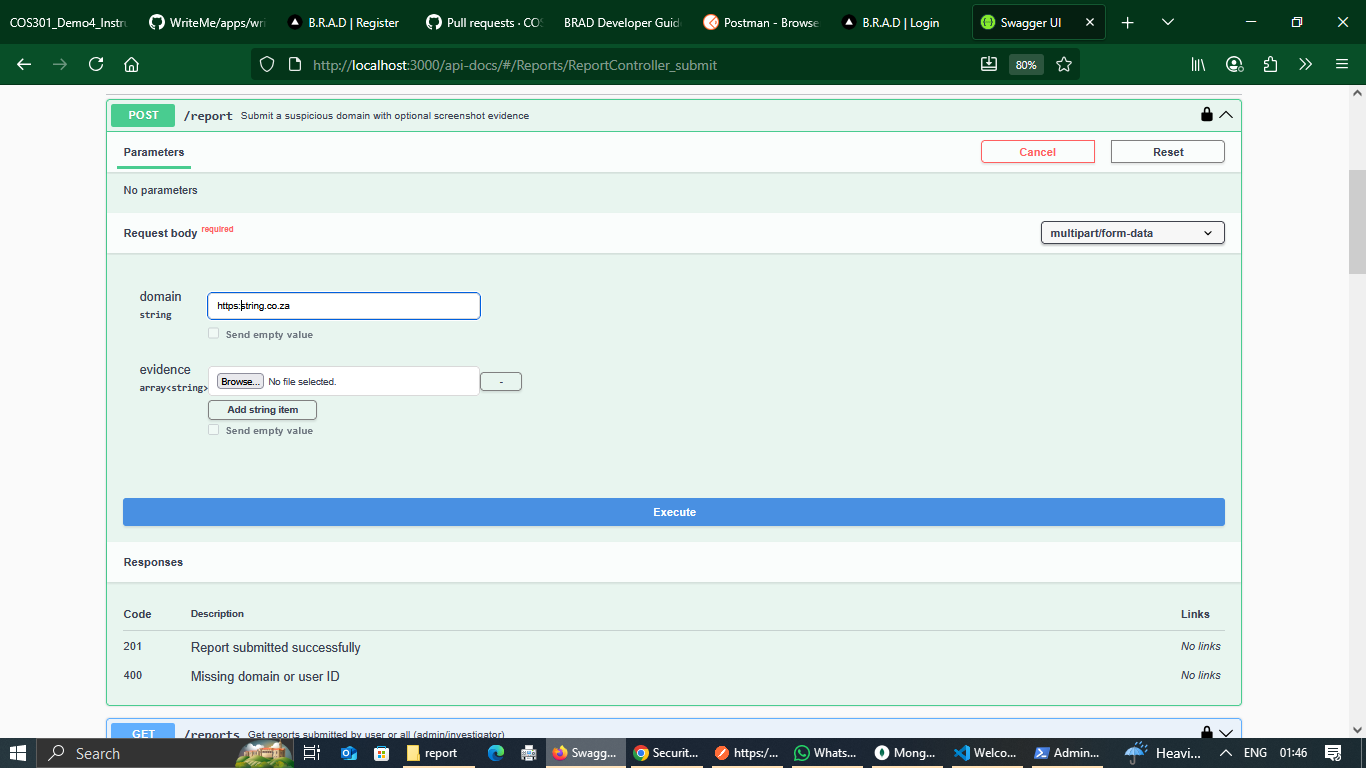 COS301_Demo4_Instru
WriteMe/apps/wri
B.R.A.D | Register
Pull requests · COS
BRAD Developer Guide
Postman - Browse
B.R.A.D | Login
Swagger UI
http://localhost:3000/api-docs/#/Reports/ReportController_submit
80%
POST /report Submit a suspicious domain with optional screenshot evidence
Parameters
Cancel
Reset
No parameters
Request body required
multipart/form-data
domain
string
https:string.co.za
Send empty value
evidence
array<string>
Browse... No file selected.
-
Add string item
Send empty value
Execute
Responses
Code Description Links
201 Report submitted successfully No links
400 Missing domain or user ID No links
GET /reports Get reports submitted by user or all (admin/investigator)
Search
report
Swagg...
Securit...
https:/...
Whats...
Mong...
Welco...
Admin...
Heavi...
ENG
01:46